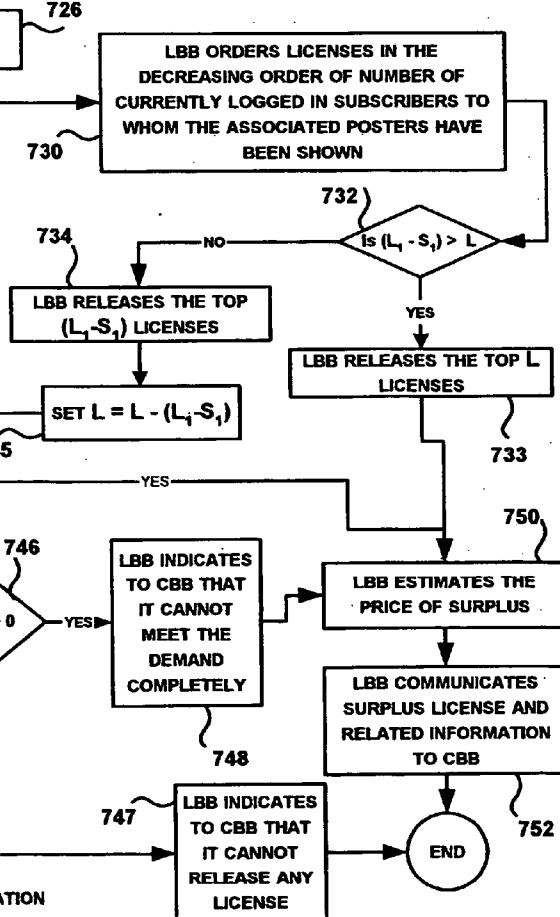 726
LBB ORDERS LICENSES IN THE
DECREASING ORDER OF NUMBER OF
CURRENTLY LOGGED IN SUBSCRIBERS TO
WHOM THE ASSOCIATED POSTERS HAVE
BEEN SHOWN
730
732
Is (L₁ - S₁) > L
734
NO
LBB RELEASES THE TOP
(L₁-S₁) LICENSES
YES
LBB RELEASES THE TOP L
LICENSES
SET L = L - (Lᵢ-S₁)
5
733
YES
750
746
LBB INDICATES
TO CBB THAT
IT CANNOT
MEET THE
DEMAND
COMPLETELY
LBB ESTIMATES THE
PRICE OF SURPLUS
0
YES
LBB COMMUNICATES
SURPLUS LICENSE AND
RELATED INFORMATION
TO CBB
748
747
LBB INDICATES
TO CBB THAT
IT CANNOT
RELEASE ANY
LICENSE
752
END
ATION